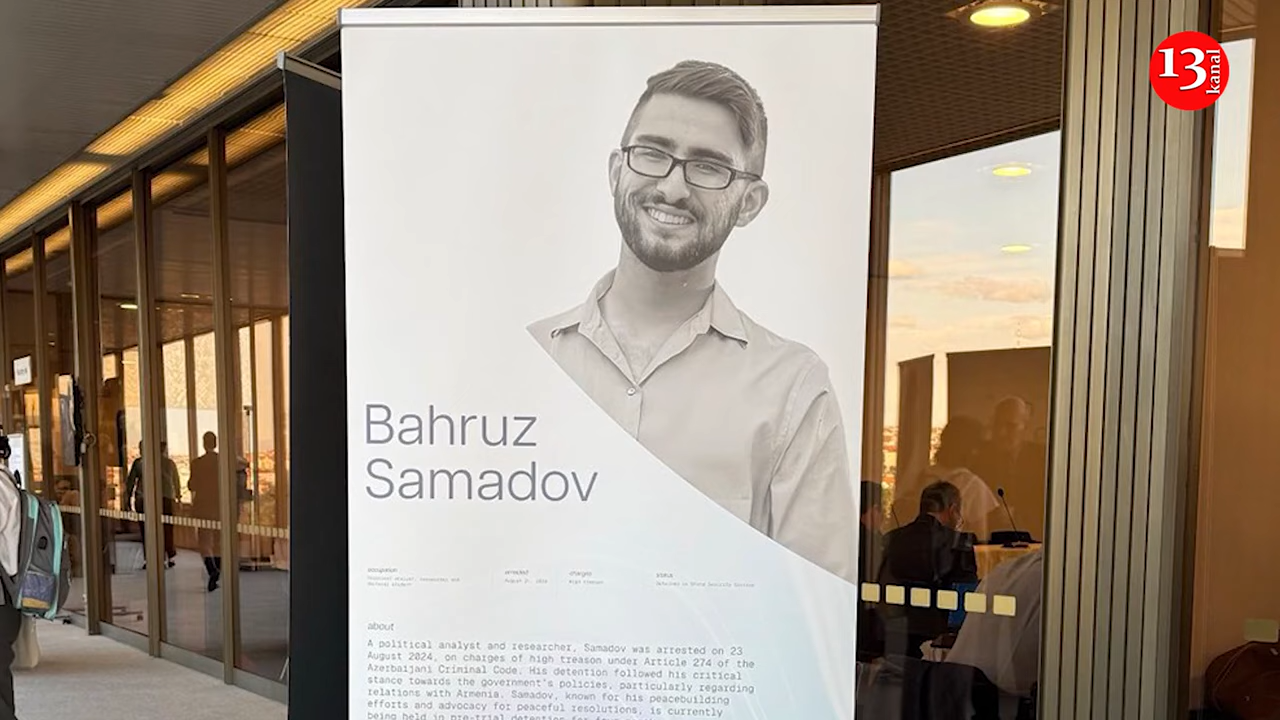 13
kanal
Bahruz
Samadov
occupation
Political analyst, researcher and
doctoral student
arrested
August 23, 2024
charges
High treason
status
Detained in State Security Service
about
A political analyst and researcher, Samadov was arrested on 23
August 2024, on charges of high treason under Article 274 of the
Azerbaijani Criminal Code. His detention followed his critical
stance towards the government's policies, particularly regarding
relations with Armenia. Samadov, known for his peacebuilding
efforts and advocacy for peaceful resolutions, is currently
being held in pre-trial detention for four